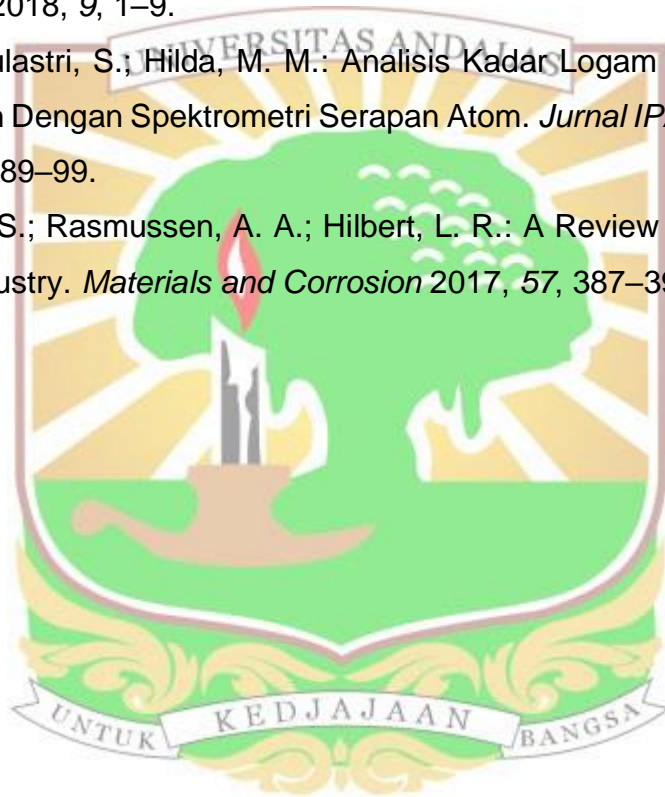 2018, 9, 1–9.
UNIVERSITAS ANDALAS
ulastri, S.; Hilda, M. M.: Analisis Kadar Logam
n Dengan Spektrometri Serapan Atom. Jurnal IPA
89–99.
S.; Rasmussen, A. A.; Hilbert, L. R.: A Review
ustry. Materials and Corrosion 2017, 57, 387–39
UNTUK KEDJAJAAN BANGSA